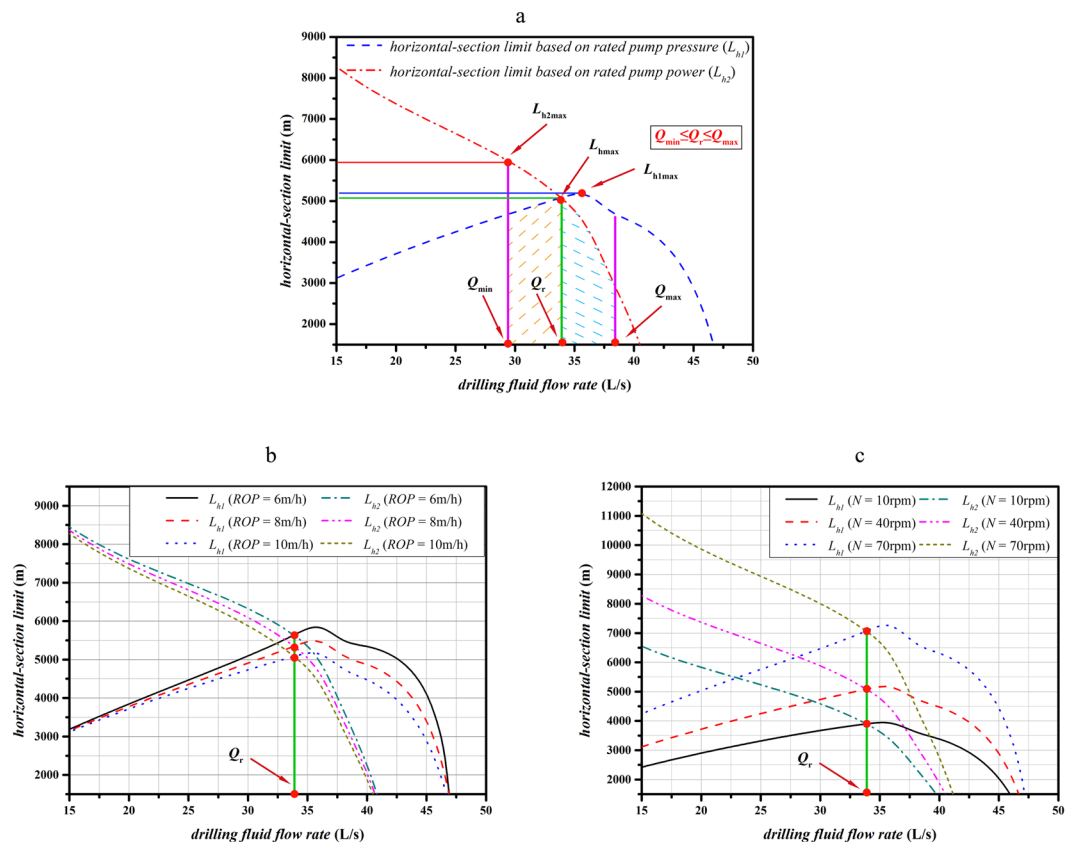 a
horizontal-section limit based on rated pump pressure (Lh1)
horizontal-section limit based on rated pump power (Lh2)
9000
8000
7000
6000
5000
4000
3000
2000
horizontal-section limit (m)
Lh2max
Lhmax
Lh1max
Qmin≤Qr≤Qmax
Qmin
Qr
Qmax
15 20 25 30 35 40 45 50
drilling fluid flow rate (L/s)
b
Lh1 (ROP = 6m/h) Lh2 (ROP = 6m/h)
Lh1 (ROP = 8m/h) Lh2 (ROP = 8m/h)
Lh1 (ROP = 10m/h) Lh2 (ROP = 10m/h)
9000
8000
7000
6000
5000
4000
3000
2000
horizontal-section limit (m)
Qr
15 20 25 30 35 40 45 50
drilling fluid flow rate (L/s)
c
Lh1 (N = 10rpm) Lh2 (N = 10rpm)
Lh1 (N = 40rpm) Lh2 (N = 40rpm)
Lh1 (N = 70rpm) Lh2 (N = 70rpm)
12000
11000
10000
9000
8000
7000
6000
5000
4000
3000
2000
horizontal-section limit (m)
Qr
15 20 25 30 35 40 45 50
drilling fluid flow rate (L/s)